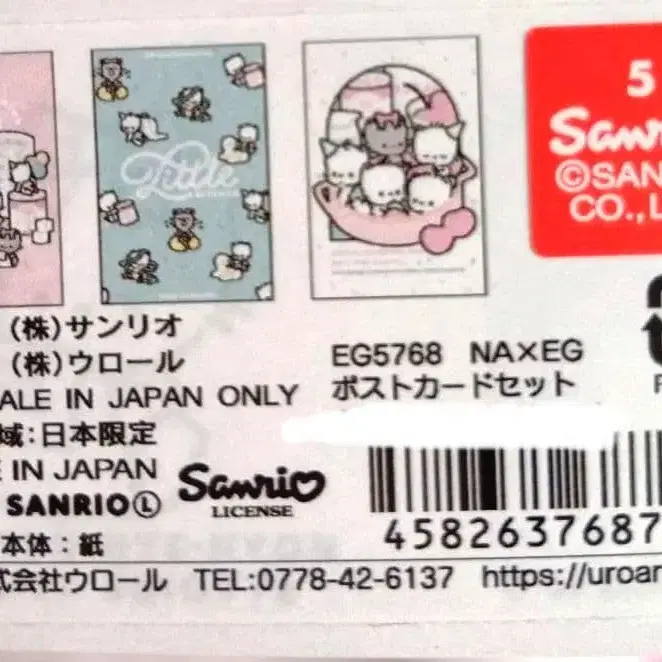 Little
5
Sanr
©SAN
CO.,L
(株)サンリオ
(株)ウロール
ALE IN JAPAN ONLY
域:日本限定
E IN JAPAN
SANRIO Ⓛ
本体:紙
Sanrio
LICENSE
EG5768 NA×EG
ポストカードセット
4582637687
式会社ウロール TEL:0778-42-6137 https://uroar